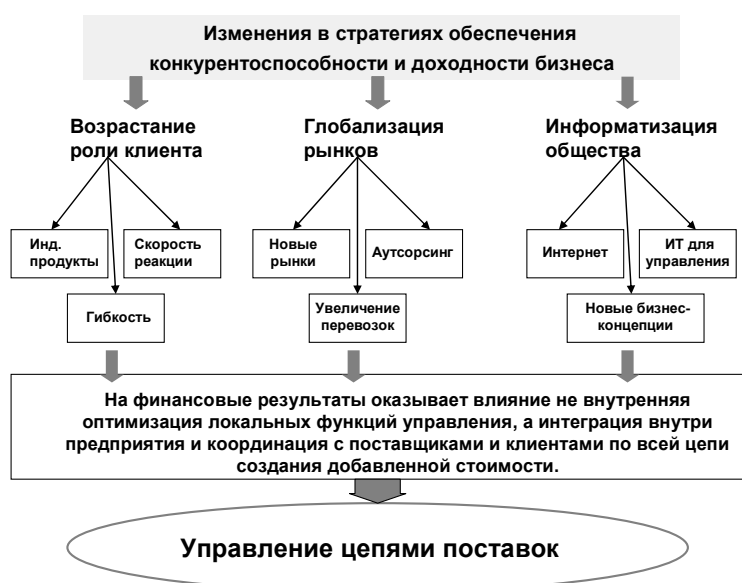 Изменения в стратегиях обеспечения
конкурентоспособности и доходности бизнеса
Возрастание
роли клиента
Глобализация
рынков
Информатизация
общества
Инд.
продукты
Скорость
реакции
Гибкость
Новые
рынки
Аутсорсинг
Увеличение
перевозок
Интернет
ИТ для
управления
Новые бизнес-
концепции
На финансовые результаты оказывает влияние не внутренняя
оптимизация локальных функций управления, а интеграция внутри
предприятия и координация с поставщиками и клиентами по всей цепи
создания добавленной стоимости.
Управление цепями поставок